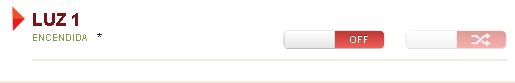 LUZ 1
ENCENDIDA *
OFF